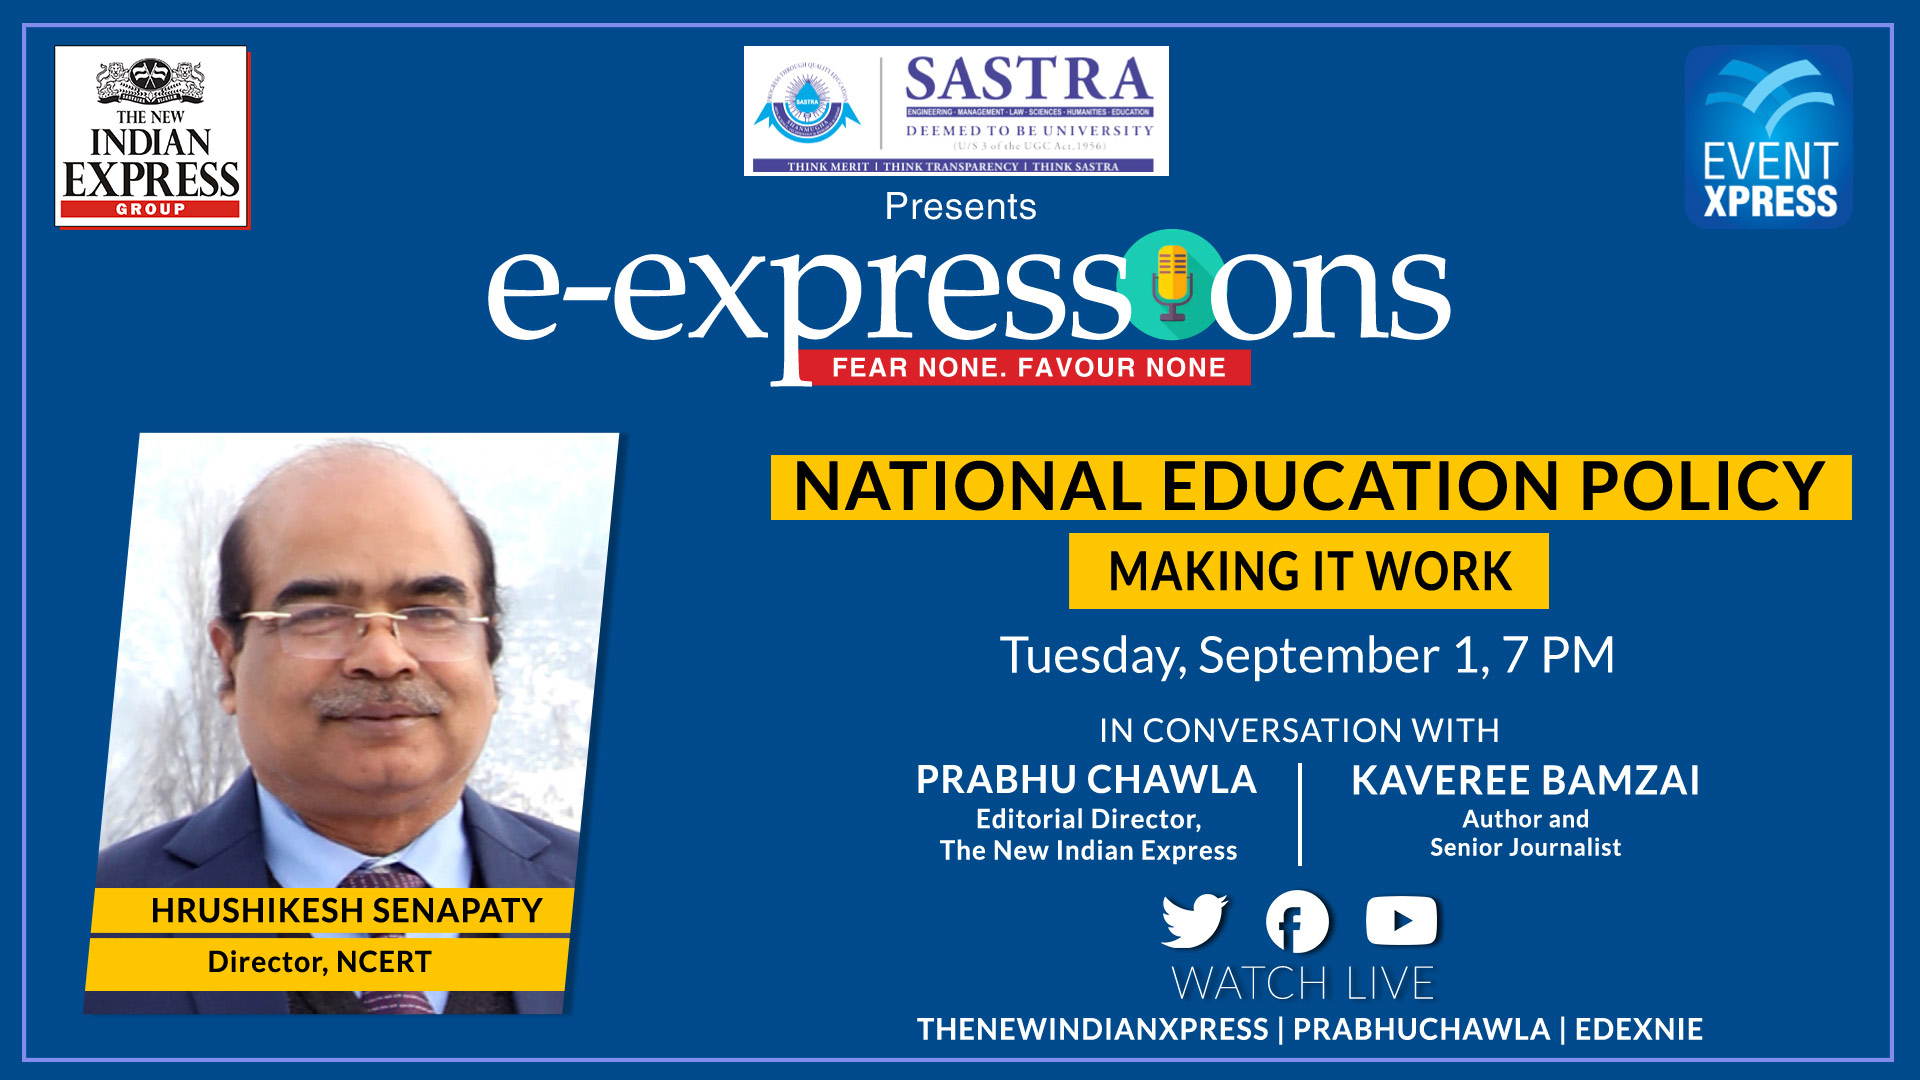 THE NEW
INDIAN
EXPRESS
GROUP
SASTRA
SASTRA
ENGINEERING · MANAGEMENT · LAW · SCIENCES · HUMANITIES · EDUCATION
DEEMED TO BE UNIVERSITY
(U/S 3 of the UGC Act, 1956)
THINK MERIT | THINK TRANSPARENCY | THINK SASTRA
EVENT
XPRESS
Presents
e-expressions
FEAR NONE. FAVOUR NONE
NATIONAL EDUCATION POLICY
MAKING IT WORK
Tuesday, September 1, 7 PM
IN CONVERSATION WITH
PRABHU CHAWLA
Editorial Director,
The New Indian Express
KAVEREE BAMZAI
Author and
Senior Journalist
HRUSHIKESH SENAPATY
Director, NCERT
WATCH LIVE
THENEWINDIANXPRESS | PRABHUCHAWLA | EDEXNIE